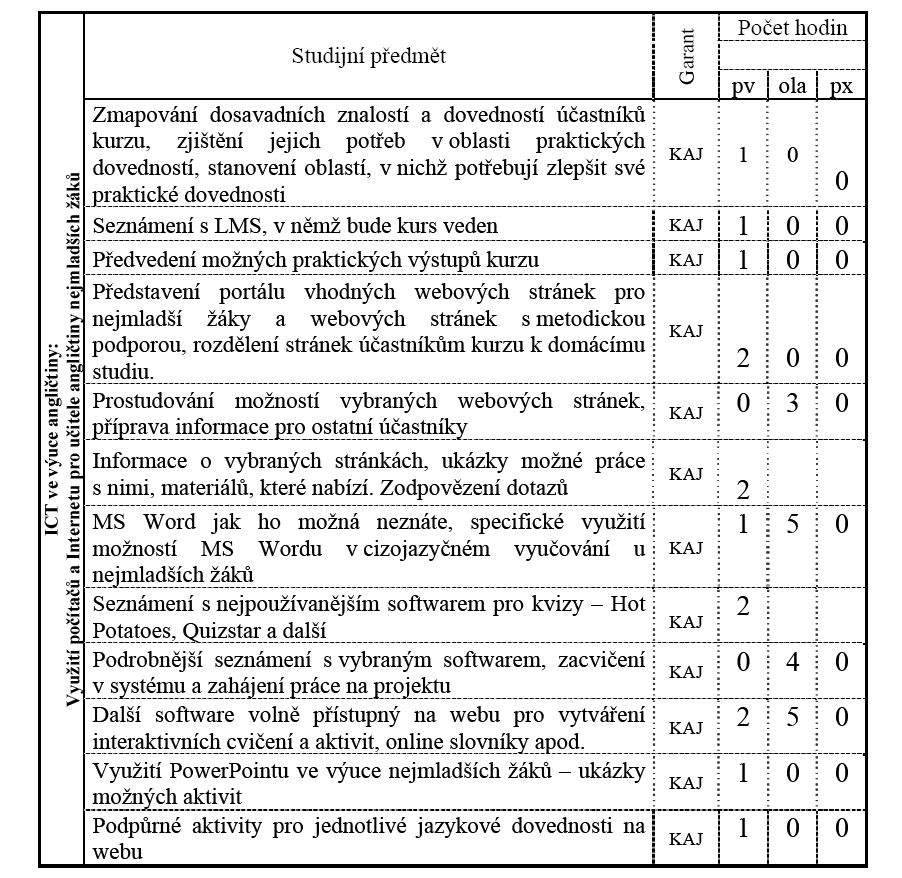 Studijní předmět
Garant
Počet hodin
pv ola px
ICT ve výuce angličtiny:
Využití počítačů a Internetu pro učitele angličtiny nejmladších žáků
Zmapování dosavadních znalostí a dovedností účastníků
kurzu, zjištění jejich potřeb v oblasti praktických
dovedností, stanovení oblastí, v nichž potřebují zlepšit své
praktické dovednosti
KAJ 1 0 0
Seznámení s LMS, v němž bude kurs veden KAJ 1 0 0
Předvedení možných praktických výstupů kurzu KAJ 1 0 0
Představení portálu vhodných webových stránek pro
nejmladší žáky a webových stránek s metodickou
podporou, rozdělení stránek účastníkům kurzu k domácímu
studiu.
KAJ 2 0 0
Prostudování možností vybraných webových stránek,
příprava informace pro ostatní účastníky
KAJ 0 3 0
Informace o vybraných stránkách, ukázky možné práce
s nimi, materiálů, které nabízí. Zodpovězení dotazů
KAJ 2
MS Word jak ho možná neznáte, specifické využití
možností MS Wordu v cizojazyčném vyučování u
nejmladších žáků
KAJ 1 5 0
Seznámení s nejpoužívanějším softwarem pro kvizy – Hot
Potatoes, Quizstar a další
KAJ 2
Podrobnější seznámení s vybraným softwarem, zacvičení
v systému a zahájení práce na projektu
KAJ 0 4 0
Další software volně přístupný na webu pro vytváření
interaktivních cvičení a aktivit, online slovníky apod.
KAJ 2 5 0
Využití PowerPointu ve výuce nejmladších žáků – ukázky
možných aktivit
KAJ 1 0 0
Podpůrné aktivity pro jednotlivé jazykové dovednosti na
webu
KAJ 1 0 0